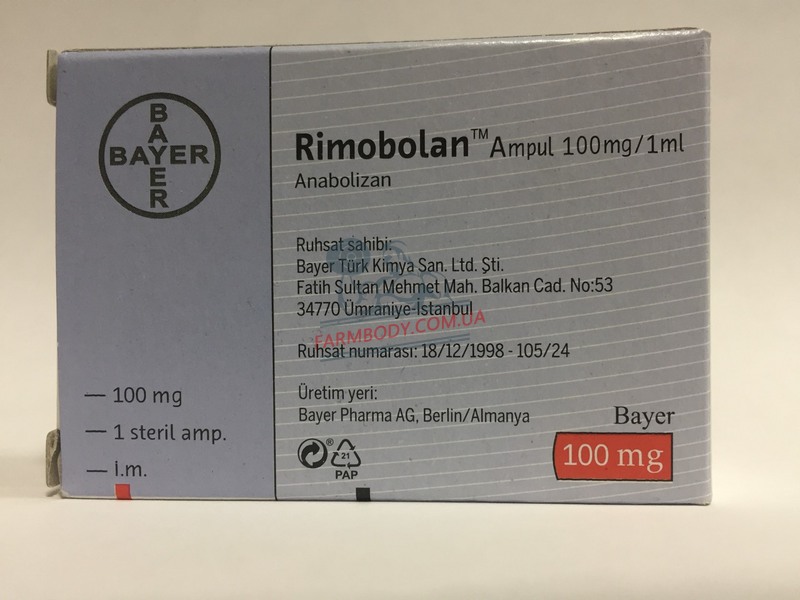 BAYER
BAYER
Rimobolan™ Ampul 100mg/1ml
Anabolizan
Ruhsat sahibi:
Bayer Türk Kimya San. Ltd. Şti.
Fatih Sultan Mehmet Mah. Balkan Cad. No:53
34770 Ümraniye-İstanbul
FARMBODY.COM.UA
Ruhsat numarası: 18/12/1998 - 105/24
Üretim yeri:
Bayer Pharma AG, Berlin/Almanya
— 100 mg
— 1 steril amp.
— i.m.
®
21
PAP
Bayer
100 mg